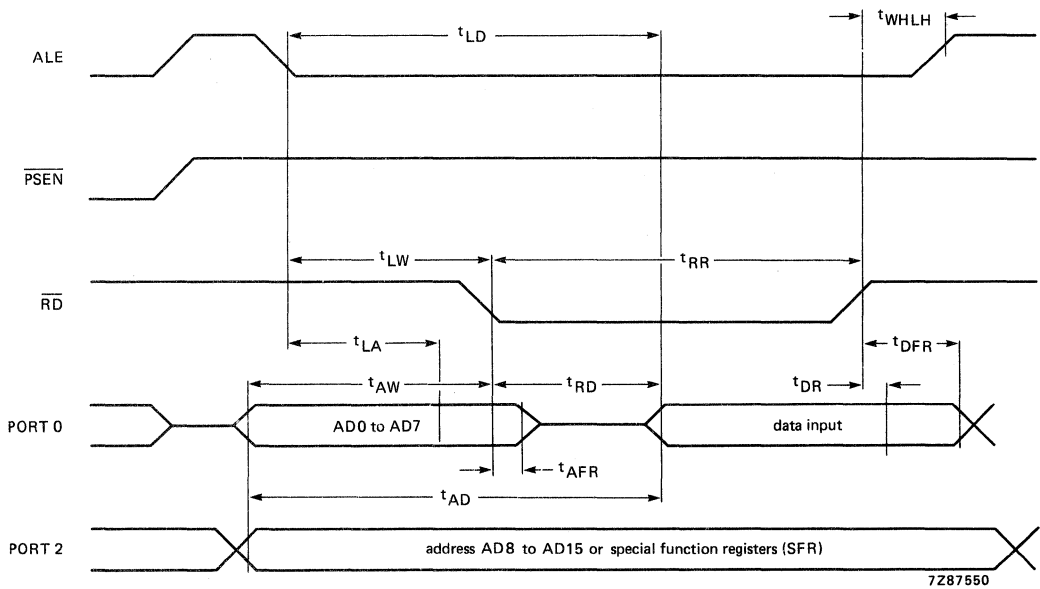 tWHLH
tLD
ALE
PSEN
tLW
tRR
RD
tLA
tDFR
tAW
tRD
tDR
PORT 0
AD0 to AD7
data input
tAFR
tAD
PORT 2
address AD8 to AD15 or special function registers (SFR)
7Z87550